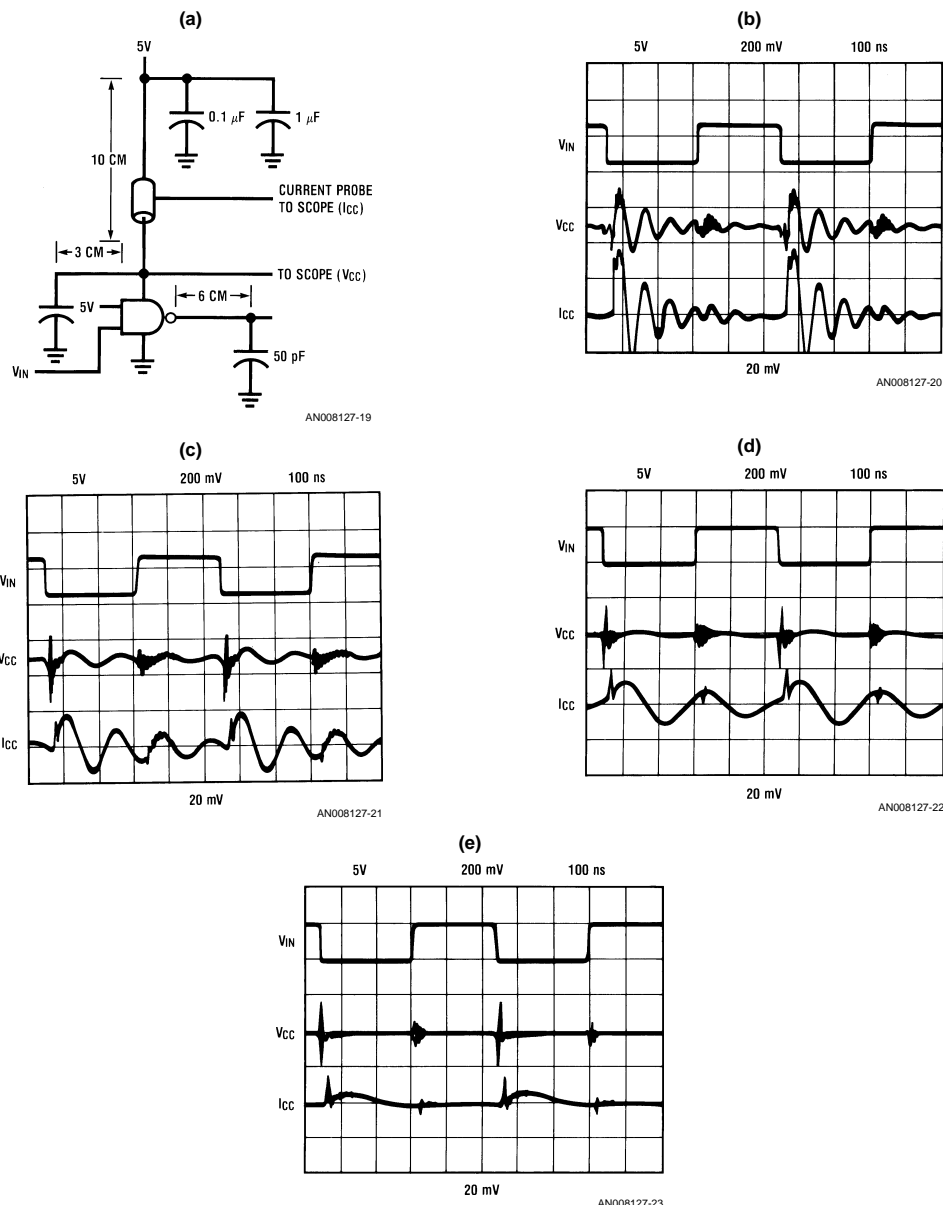 (a)
5V
0.1 μF
1 μF
10 CM
CURRENT PROBE
TO SCOPE (ICC)
3 CM
TO SCOPE (VCC)
6 CM
5V
50 pF
VIN
AN008127-19
(b)
5V 200 mV 100 ns
VIN
VCC
ICC
20 mV
AN008127-20
(c)
5V 200 mV 100 ns
VIN
VCC
ICC
20 mV
AN008127-21
(d)
5V 200 mV 100 ns
VIN
VCC
ICC
20 mV
AN008127-22
(e)
5V 200 mV 100 ns
VIN
VCC
ICC
20 mV
AN008127-23